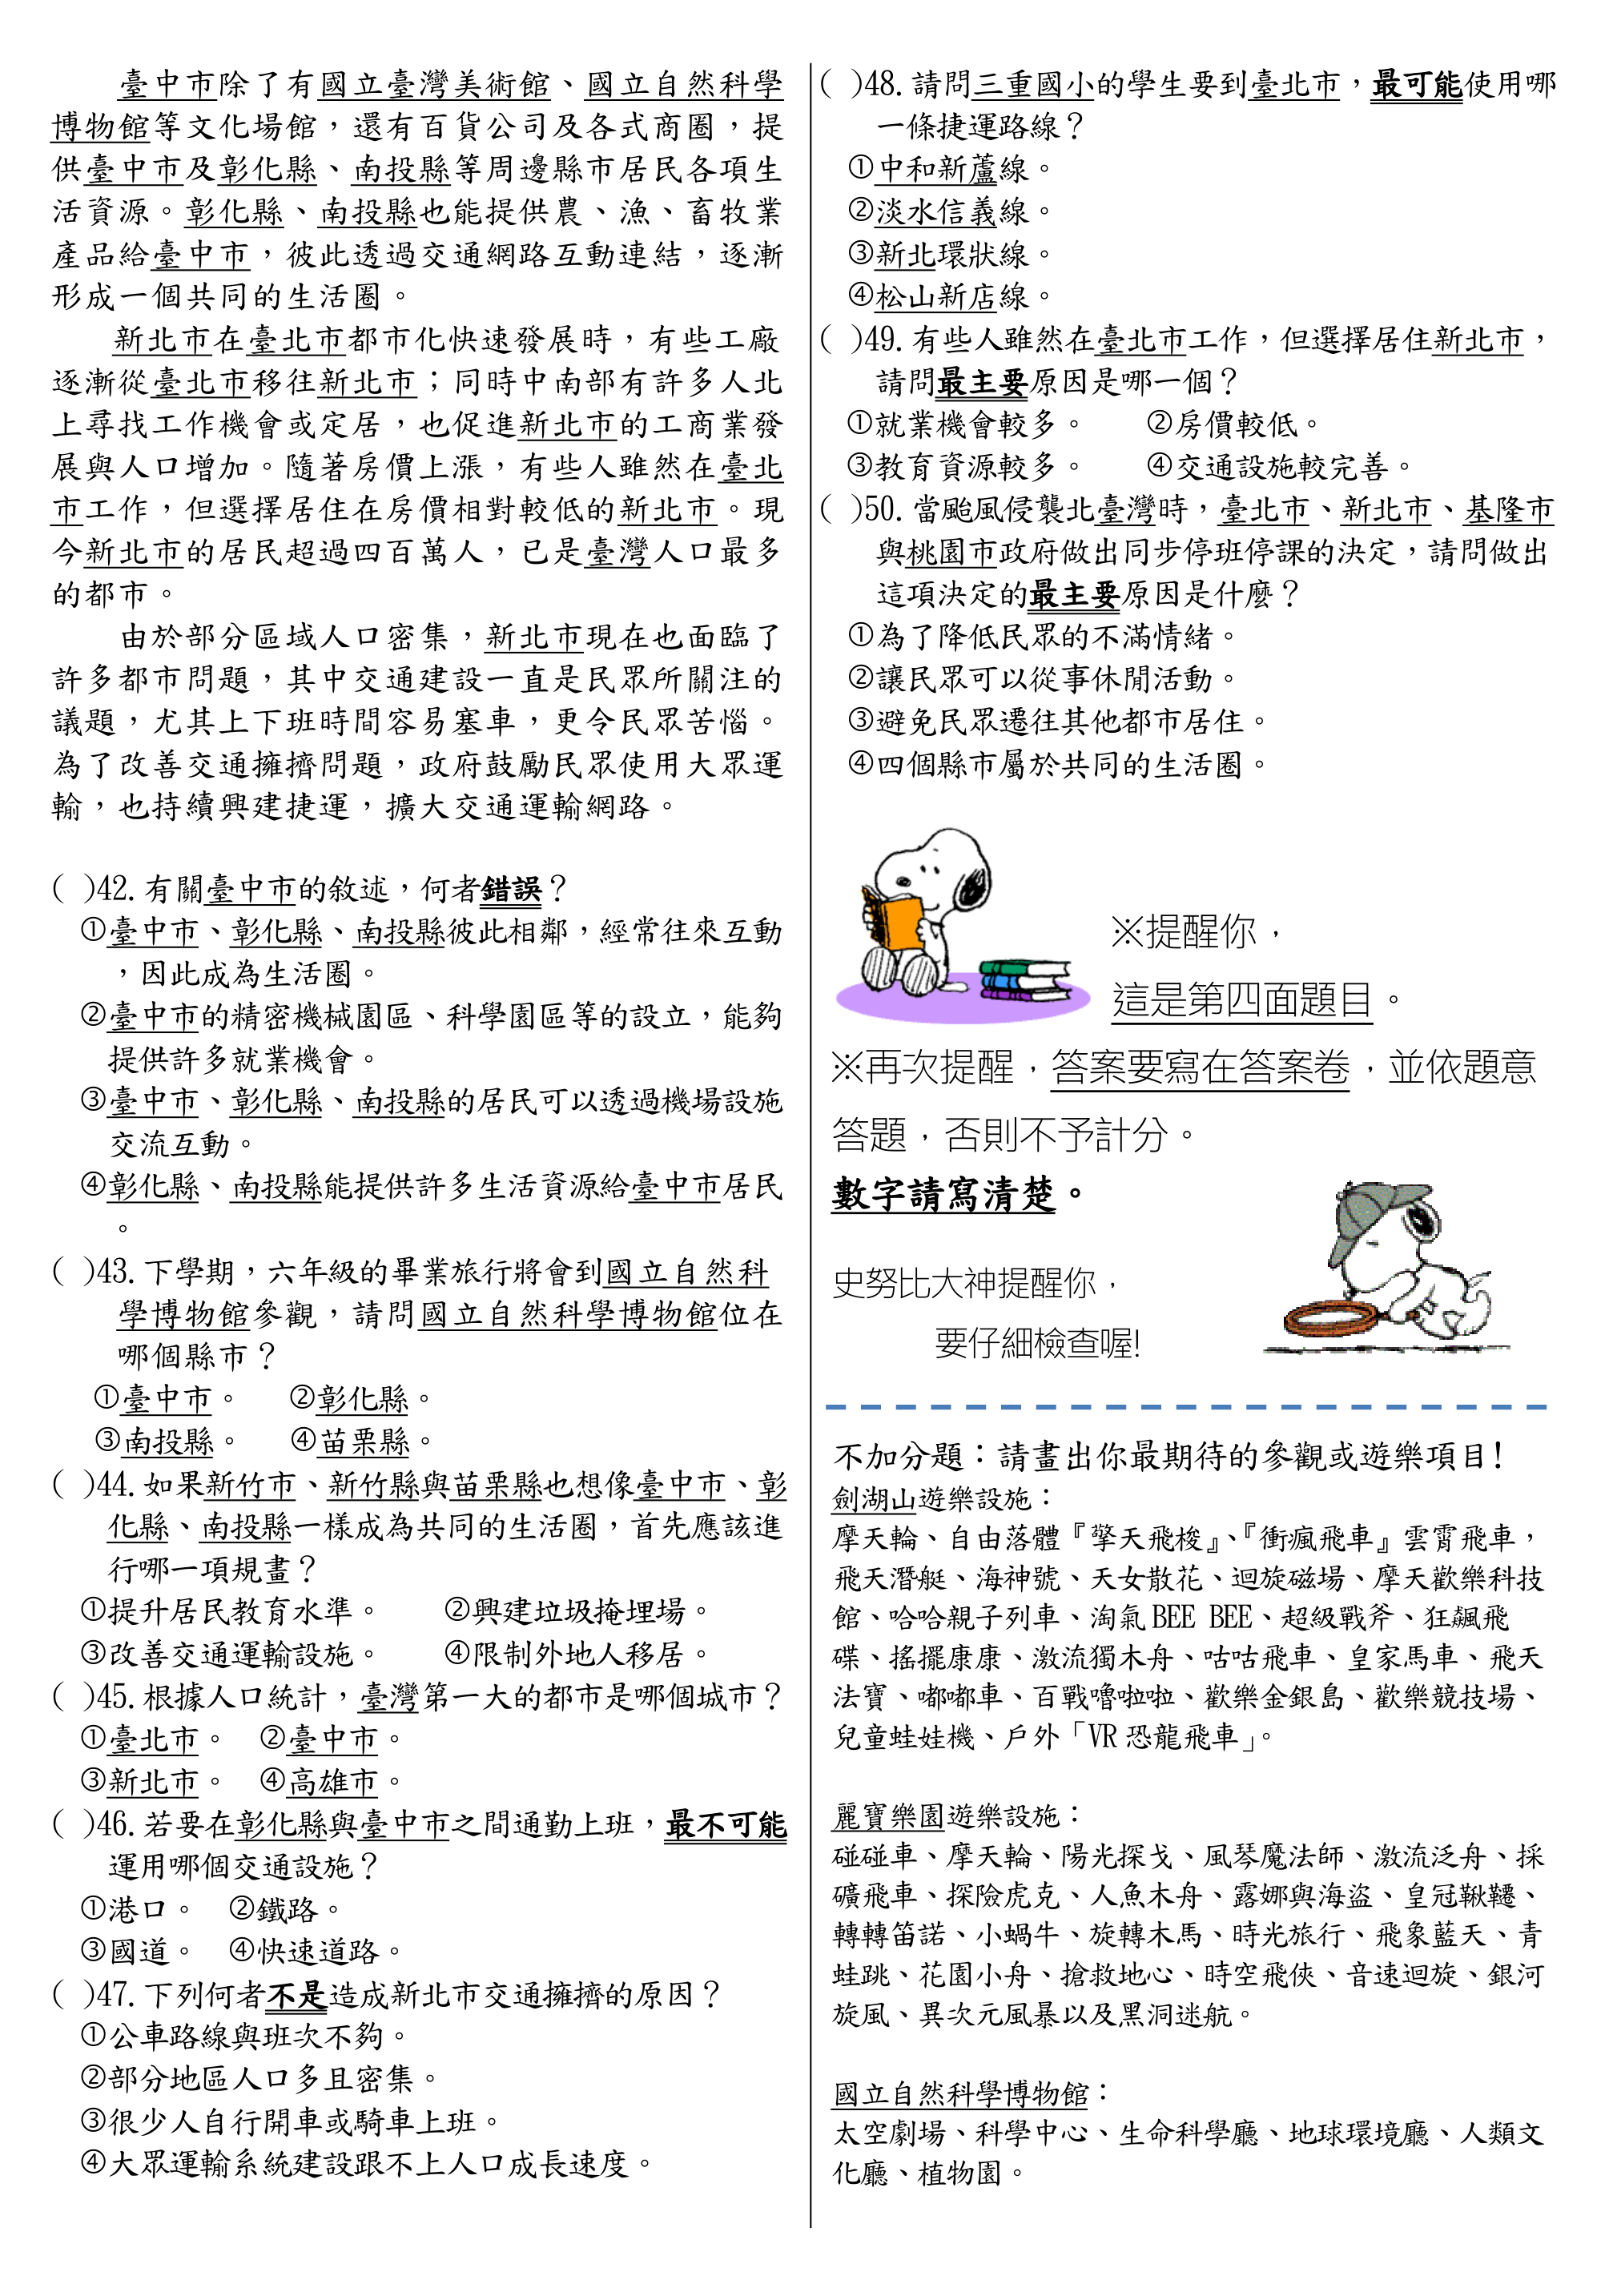 臺中市除了有國立臺灣美術館、國立自然科學
博物館等文化場館，還有百貨公司及各式商圈，提
供臺中市及彰化縣、南投縣等周邊縣市居民各項生
活資源。彰化縣、南投縣也能提供農、漁、畜牧業
產品給臺中市，彼此透過交通網路互動連結，逐漸
形成一個共同的生活圈。
新北市在臺北市都市化快速發展時，有些工廠
逐漸從臺北市移往新北市；同時中南部有許多人北
上尋找工作機會或定居，也促進新北市的工商業發
展與人口增加。隨著房價上漲，有些人雖然在臺北
市工作，但選擇居住在房價相對較低的新北市。現
今新北市的居民超過四百萬人，已是臺灣人口最多
的都市。
由於部分區域人口密集，新北市現在也面臨了
許多都市問題，其中交通建設一直是民眾所關注的
議題，尤其上下班時間容易塞車，更令民眾苦惱。
為了改善交通擁擠問題，政府鼓勵民眾使用大眾運
輸，也持續興建捷運，擴大交通運輸網路。
( )42.有關臺中市的敘述，何者錯誤？
①臺中市、彰化縣、南投縣彼此相鄰，經常往來互動
，因此成為生活圈。
②臺中市的精密機械園區、科學園區等的設立，能夠
提供許多就業機會。
③臺中市、彰化縣、南投縣的居民可以透過機場設施
交流互動。
④彰化縣、南投縣能提供許多生活資源給臺中市居民
。
( )43.下學期，六年級的畢業旅行將會到國立自然科
學博物館參觀，請問國立自然科學博物館位在
哪個縣市？
①臺中市。 ②彰化縣。
③南投縣。 ④苗栗縣。
( )44.如果新竹市、新竹縣與苗栗縣也想像臺中市、彰
化縣、南投縣一樣成為共同的生活圈，首先應該進
行哪一項規畫？
①提升居民教育水準。 ②興建垃圾掩埋場。
③改善交通運輸設施。 ④限制外地人移居。
( )45.根據人口統計，臺灣第一大的都市是哪個城市？
①臺北市。 ②臺中市。
③新北市。 ④高雄市。
( )46.若要在彰化縣與臺中市之間通勤上班，最不可能
運用哪個交通設施？
①港口。 ②鐵路。
③國道。 ④快速道路。
( )47.下列何者不是造成新北市交通擁擠的原因？
①公車路線與班次不夠。
②部分地區人口多且密集。
③很少人自行開車或騎車上班。
④大眾運輸系統建設跟不上人口成長速度。
( )48.請問三重國小的學生要到臺北市，最可能使用哪
一條捷運路線？
①中和新蘆線。
②淡水信義線。
③新北環狀線。
④松山新店線。
( )49.有些人雖然在臺北市工作，但選擇居住新北市，
請問最主要原因是哪一個？
①就業機會較多。 ②房價較低。
③教育資源較多。 ④交通設施較完善。
( )50.當颱風侵襲北臺灣時，臺北市、新北市、基隆市
與桃園市政府做出同步停班停課的決定，請問做出
這項決定的最主要原因是什麼？
①為了降低民眾的不滿情緒。
②讓民眾可以從事休閒活動。
③避免民眾遷往其他都市居住。
④四個縣市屬於共同的生活圈。
※提醒你，
這是第四面題目。
※再次提醒，答案要寫在答案卷，並依題意
答題，否則不予計分。
數字請寫清楚。
史努比大神提醒你，
要仔細檢查喔!
不加分題：請畫出你最期待的參觀或遊樂項目!
劍湖山遊樂設施：
摩天輪、自由落體『擎天飛梭』、『衝瘋飛車』雲霄飛車，
飛天潛艇、海神號、天女散花、迴旋磁場、摩天歡樂科技
館、哈哈親子列車、淘氣 BEE BEE、超級戰斧、狂飆飛
碟、搖擺康康、激流獨木舟、咕咕飛車、皇家馬車、飛天
法寶、嘟嘟車、百戰嚕啦啦、歡樂金銀島、歡樂競技場、
兒童蛙娃機、戶外「VR 恐龍飛車」。
麗寶樂園遊樂設施：
碰碰車、摩天輪、陽光探戈、風琴魔法師、激流泛舟、採
礦飛車、探險虎克、人魚木舟、露娜與海盜、皇冠鞦韆、
轉轉笛諾、小蝸牛、旋轉木馬、時光旅行、飛象藍天、青
蛙跳、花園小舟、搶救地心、時空飛俠、音速迴旋、銀河
旋風、異次元風暴以及黑洞迷航。
國立自然科學博物館：
太空劇場、科學中心、生命科學廳、地球環境廳、人類文
化廳、植物園。